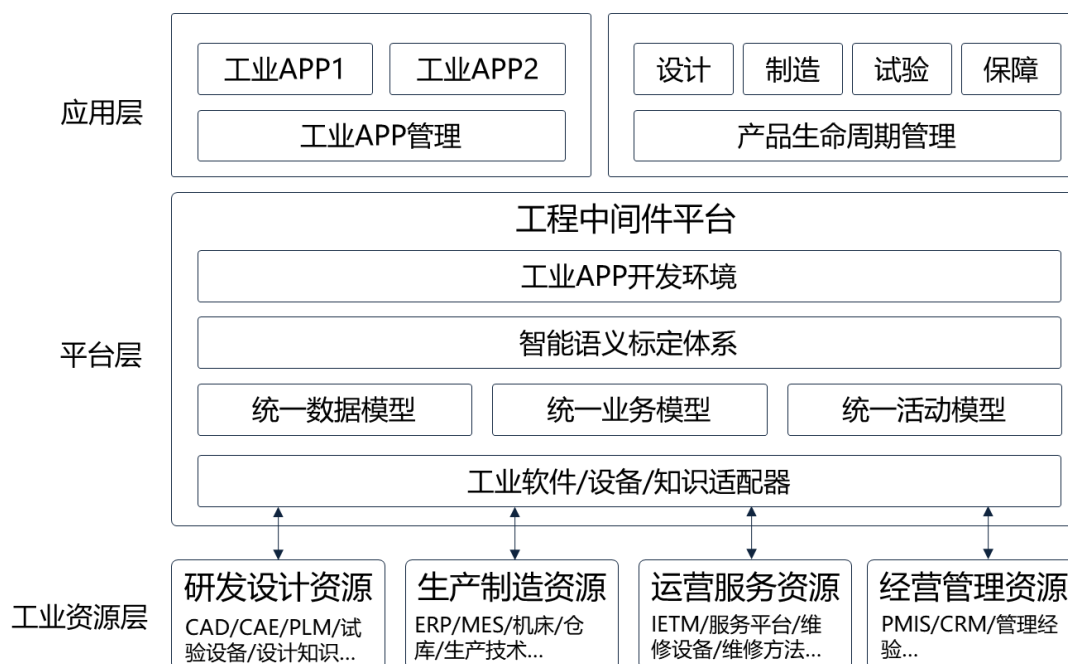 应用层
工业APP1
工业APP2
工业APP管理
设计
制造
试验
保障
产品生命周期管理
平台层
工程中间件平台
工业APP开发环境
智能语义标定体系
统一数据模型
统一业务模型
统一活动模型
工业软件/设备/知识适配器
工业资源层
研发设计资源
CAD/CAE/PLM/试
验设备/设计知识...
生产制造资源
ERP/MES/机床/仓
库/生产技术...
运营服务资源
IETM/服务平台/维
修设备/维修方法...
经营管理资源
PMIS/CRM/管理经
验...